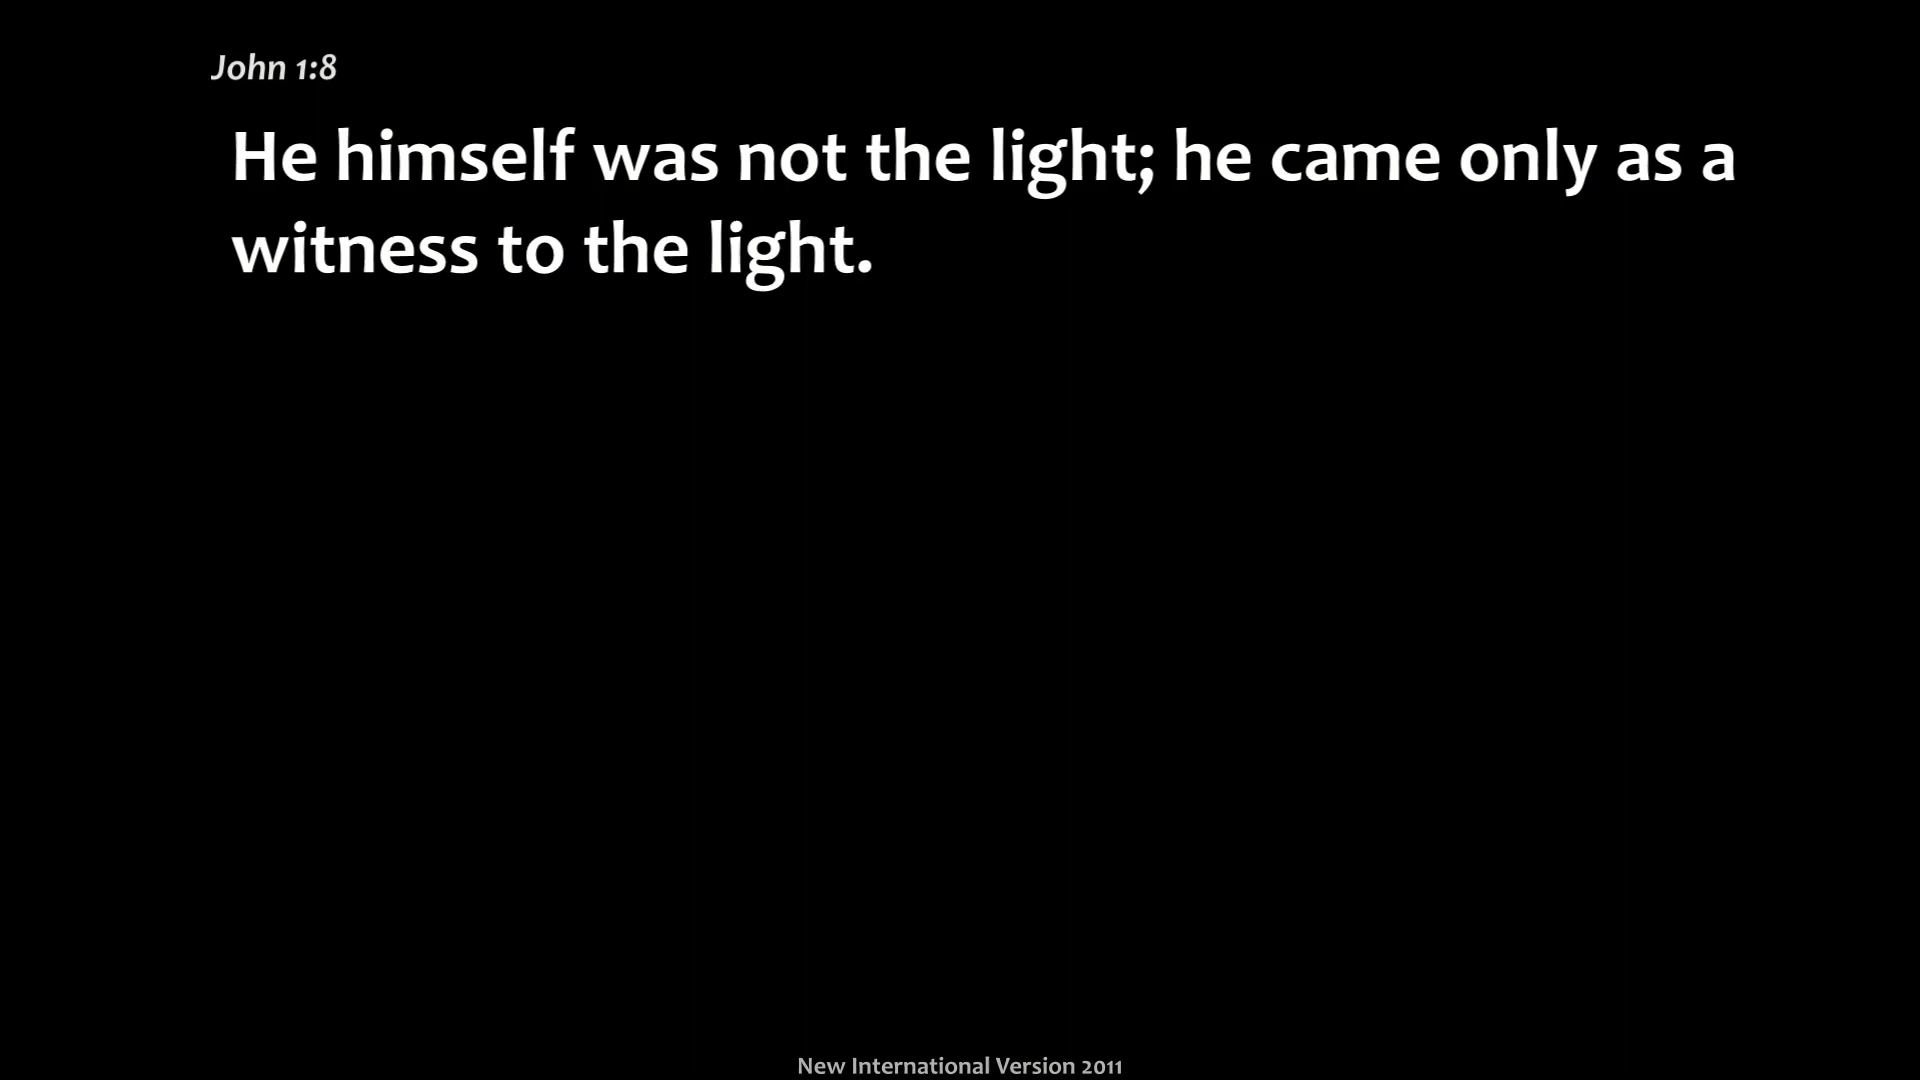 John 1:8
He himself was not the light; he came only as a
witness to the light.
New International Version 2011